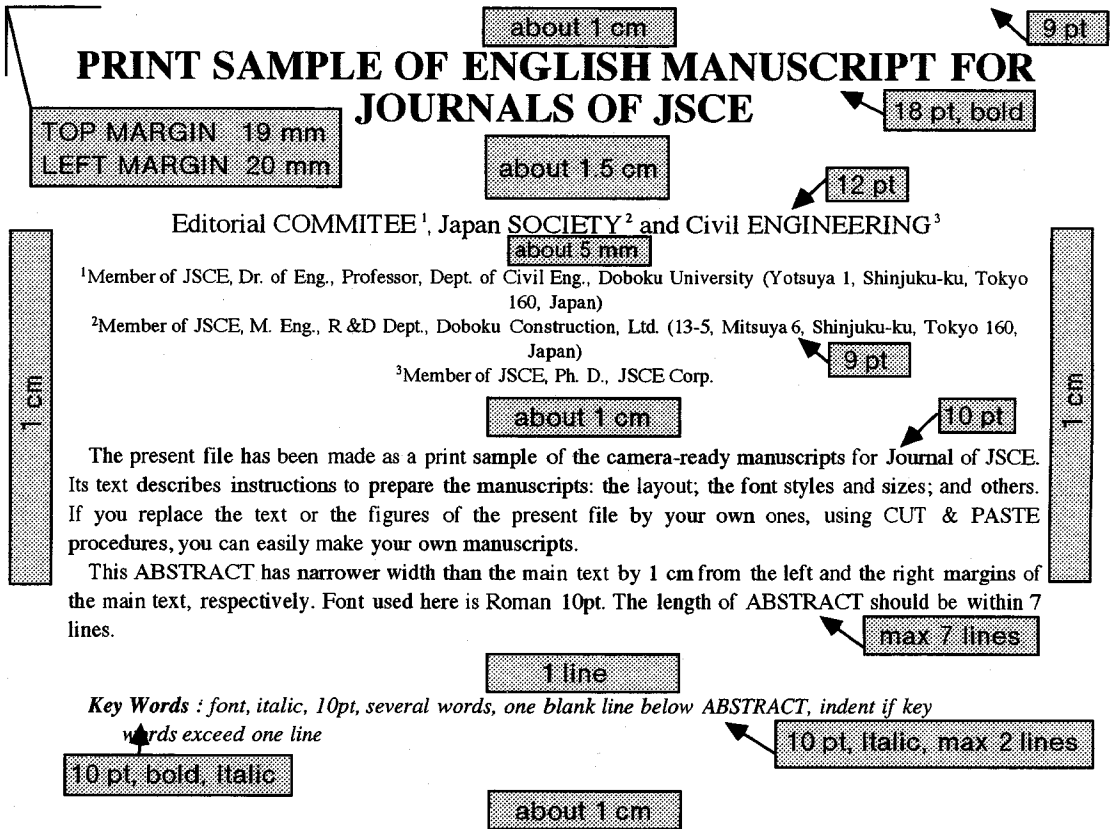 about 1 cm
9 pt
PRINT SAMPLE OF ENGLISH MANUSCRIPT FOR
JOURNALS OF JSCE
18 pt, bold
TOP MARGIN 19 mm
LEFT MARGIN 20 mm
about 1.5 cm
12 pt
Editorial COMMITEE¹, Japan SOCIETY² and Civil ENGINEERING³
about 5 mm
¹Member of JSCE, Dr. of Eng., Professor, Dept. of Civil Eng., Doboku University (Yotsuya 1, Shinjuku-ku, Tokyo
160, Japan)
²Member of JSCE, M. Eng., R &D Dept., Doboku Construction, Ltd. (13-5, Mitsuya 6, Shinjuku-ku, Tokyo 160,
Japan)
9 pt
³Member of JSCE, Ph. D., JSCE Corp.
1 cm
1 cm
about 1 cm
10 pt
The present file has been made as a print sample of the camera-ready manuscripts for Journal of JSCE.
Its text describes instructions to prepare the manuscripts: the layout; the font styles and sizes; and others.
If you replace the text or the figures of the present file by your own ones, using CUT & PASTE
procedures, you can easily make your own manuscripts.
This ABSTRACT has narrower width than the main text by 1 cm from the left and the right margins of
the main text, respectively. Font used here is Roman 10pt. The length of ABSTRACT should be within 7
lines.
max 7 lines
1 line
Key Words : font, italic, 10pt, several words, one blank line below ABSTRACT, indent if key
words exceed one line
10 pt, Italic, max 2 lines
10 pt, bold, Italic
about 1 cm